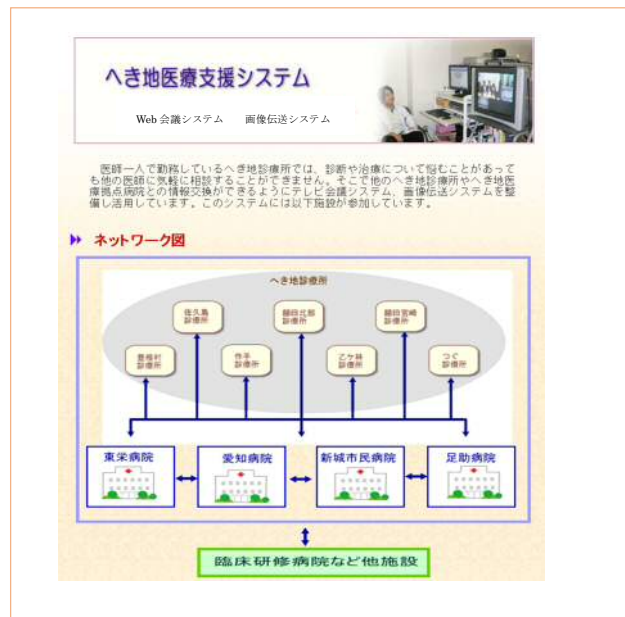 へき地医療支援システム
Web 会議システム　　画像伝送システム
医師一人で勤務しているへき地診療所では、診断や治療について悩むことがあって
も他の医師に気軽に相談することができません。そこで他のへき地診療所やへき地医
療拠点病院との情報交換ができるようにテレビ会議システム、画像伝送システムを整
備し活用しています。このシステムには以下施設が参加しています。
ネットワーク図
へき地診療所
佐久島
診療所
額田北部
診療所
額田宮崎
診療所
豊根村
診療所
作手
診療所
乙ケ林
診療所
つぐ
診療所
東栄病院
愛知病院
新城市民病院
足助病院
臨床研修病院など他施設